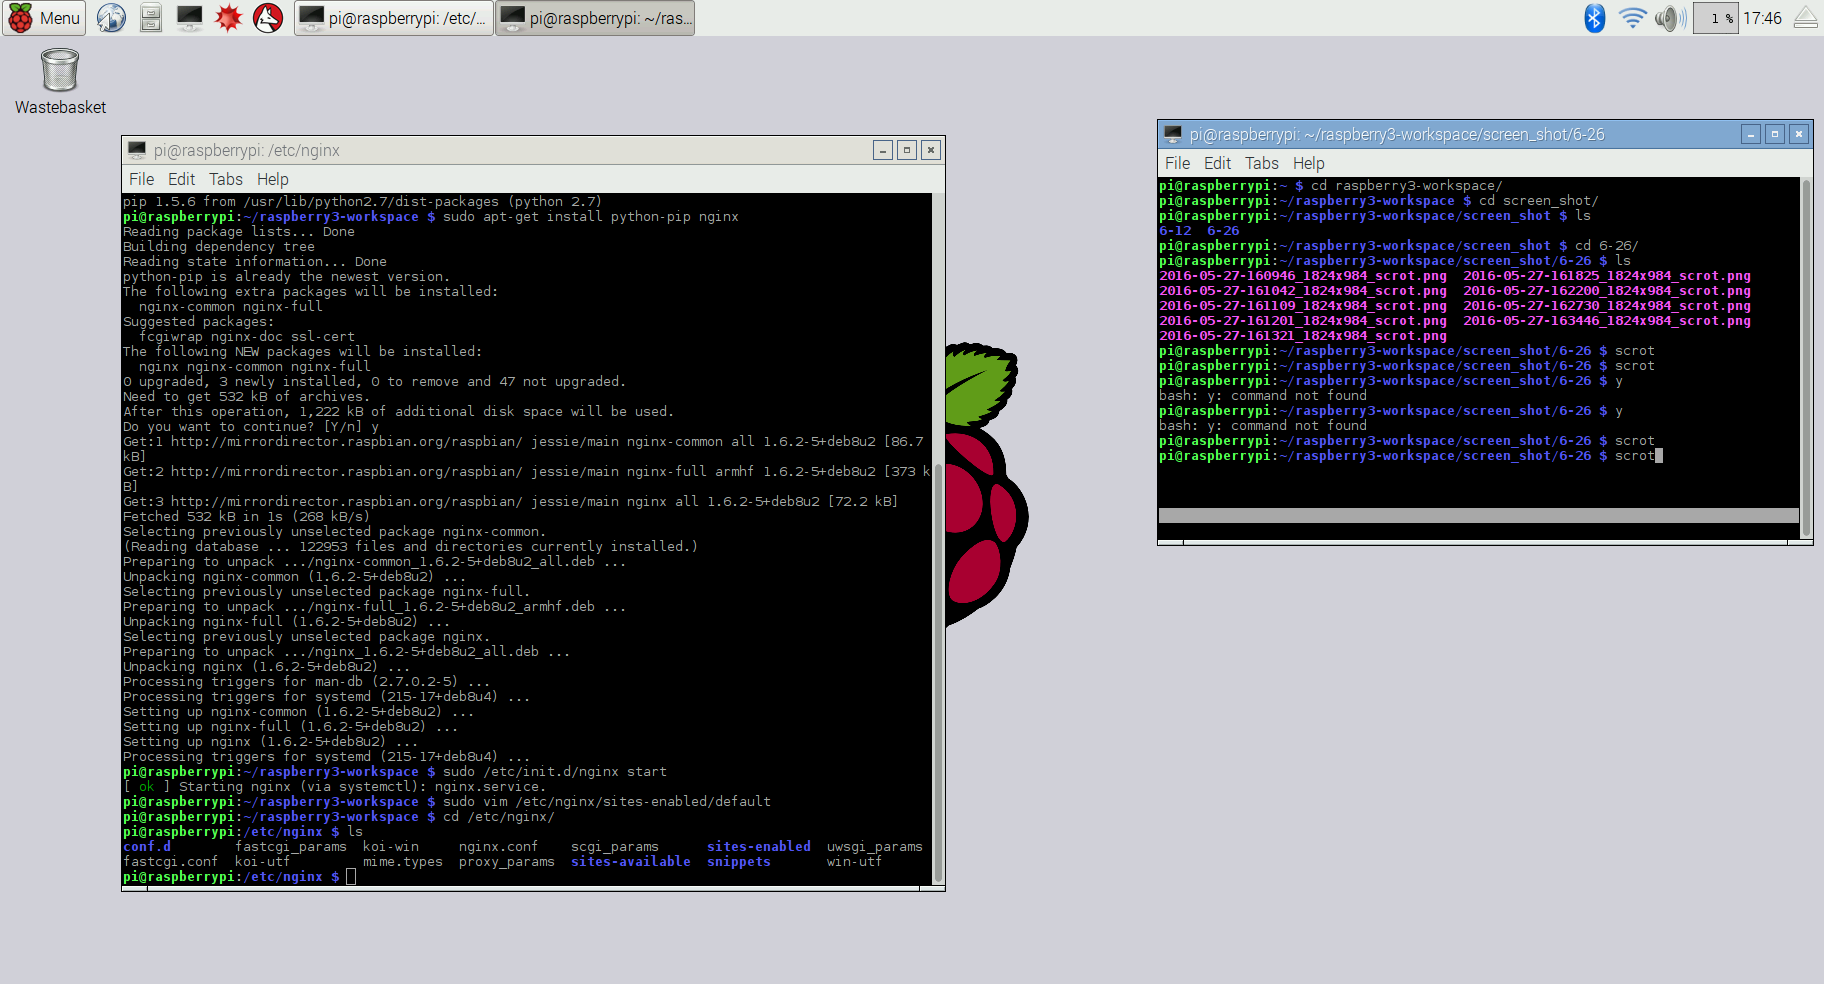 Menu
pi@raspberrypi: /etc/...
pi@raspberrypi: ~/ras...
1 %
17:46
Wastebasket
pi@raspberrypi: /etc/nginx
File Edit Tabs Help
pip 1.5.6 from /usr/lib/python2.7/dist-packages (python 2.7)
pi@raspberrypi:~/raspberry3-workspace $ sudo apt-get install python-pip nginx
Reading package lists... Done
Building dependency tree
Reading state information... Done
python-pip is already the newest version.
The following extra packages will be installed:
  nginx-common nginx-full
Suggested packages:
  fcgiwrap nginx-doc ssl-cert
The following NEW packages will be installed:
  nginx nginx-common nginx-full
0 upgraded, 3 newly installed, 0 to remove and 47 not upgraded.
Need to get 532 kB of archives.
After this operation, 1,222 kB of additional disk space will be used.
Do you want to continue? [Y/n] y
Get:1 http://mirrordirector.raspbian.org/raspbian/ jessie/main nginx-common all 1.6.2-5+deb8u2 [86.7
kB]
Get:2 http://mirrordirector.raspbian.org/raspbian/ jessie/main nginx-full armhf 1.6.2-5+deb8u2 [373 k
B]
Get:3 http://mirrordirector.raspbian.org/raspbian/ jessie/main nginx all 1.6.2-5+deb8u2 [72.2 kB]
Fetched 532 kB in 1s (268 kB/s)
Selecting previously unselected package nginx-common.
(Reading database ... 122953 files and directories currently installed.)
Preparing to unpack .../nginx-common_1.6.2-5+deb8u2_all.deb ...
Unpacking nginx-common (1.6.2-5+deb8u2) ...
Selecting previously unselected package nginx-full.
Preparing to unpack .../nginx-full_1.6.2-5+deb8u2_armhf.deb ...
Unpacking nginx-full (1.6.2-5+deb8u2) ...
Selecting previously unselected package nginx.
Preparing to unpack .../nginx_1.6.2-5+deb8u2_all.deb ...
Unpacking nginx (1.6.2-5+deb8u2) ...
Processing triggers for man-db (2.7.0.2-5) ...
Processing triggers for systemd (215-17+deb8u4) ...
Setting up nginx-common (1.6.2-5+deb8u2) ...
Setting up nginx-full (1.6.2-5+deb8u2) ...
Setting up nginx (1.6.2-5+deb8u2) ...
Processing triggers for systemd (215-17+deb8u4) ...
pi@raspberrypi:~/raspberry3-workspace $ sudo /etc/init.d/nginx start
[ ok ] Starting nginx (via systemctl): nginx.service.
pi@raspberrypi:~/raspberry3-workspace $ sudo vim /etc/nginx/sites-enabled/default
pi@raspberrypi:~/raspberry3-workspace $ cd /etc/nginx/
pi@raspberrypi:/etc/nginx $ ls
conf.d fastcgi_params koi-win nginx.conf scgi_params sites-enabled uwsgi_params
fastcgi.conf koi-utf mime.types proxy_params sites-available snippets win-utf
pi@raspberrypi:/etc/nginx $
pi@raspberrypi: ~/raspberry3-workspace/screen_shot/6-26
File Edit Tabs Help
pi@raspberrypi:~ $ cd raspberry3-workspace/
pi@raspberrypi:~/raspberry3-workspace $ cd screen_shot/
pi@raspberrypi:~/raspberry3-workspace/screen_shot $ ls
6-12 6-26
pi@raspberrypi:~/raspberry3-workspace/screen_shot $ cd 6-26/
pi@raspberrypi:~/raspberry3-workspace/screen_shot/6-26 $ ls
2016-05-27-160946_1824x984_scrot.png 2016-05-27-161825_1824x984_scrot.png
2016-05-27-161042_1824x984_scrot.png 2016-05-27-162200_1824x984_scrot.png
2016-05-27-161109_1824x984_scrot.png 2016-05-27-162730_1824x984_scrot.png
2016-05-27-161201_1824x984_scrot.png 2016-05-27-163446_1824x984_scrot.png
2016-05-27-161321_1824x984_scrot.png
pi@raspberrypi:~/raspberry3-workspace/screen_shot/6-26 $ scrot
pi@raspberrypi:~/raspberry3-workspace/screen_shot/6-26 $ scrot
pi@raspberrypi:~/raspberry3-workspace/screen_shot/6-26 $ y
bash: y: command not found
pi@raspberrypi:~/raspberry3-workspace/screen_shot/6-26 $ y
bash: y: command not found
pi@raspberrypi:~/raspberry3-workspace/screen_shot/6-26 $ scrot
pi@raspberrypi:~/raspberry3-workspace/screen_shot/6-26 $ scrot